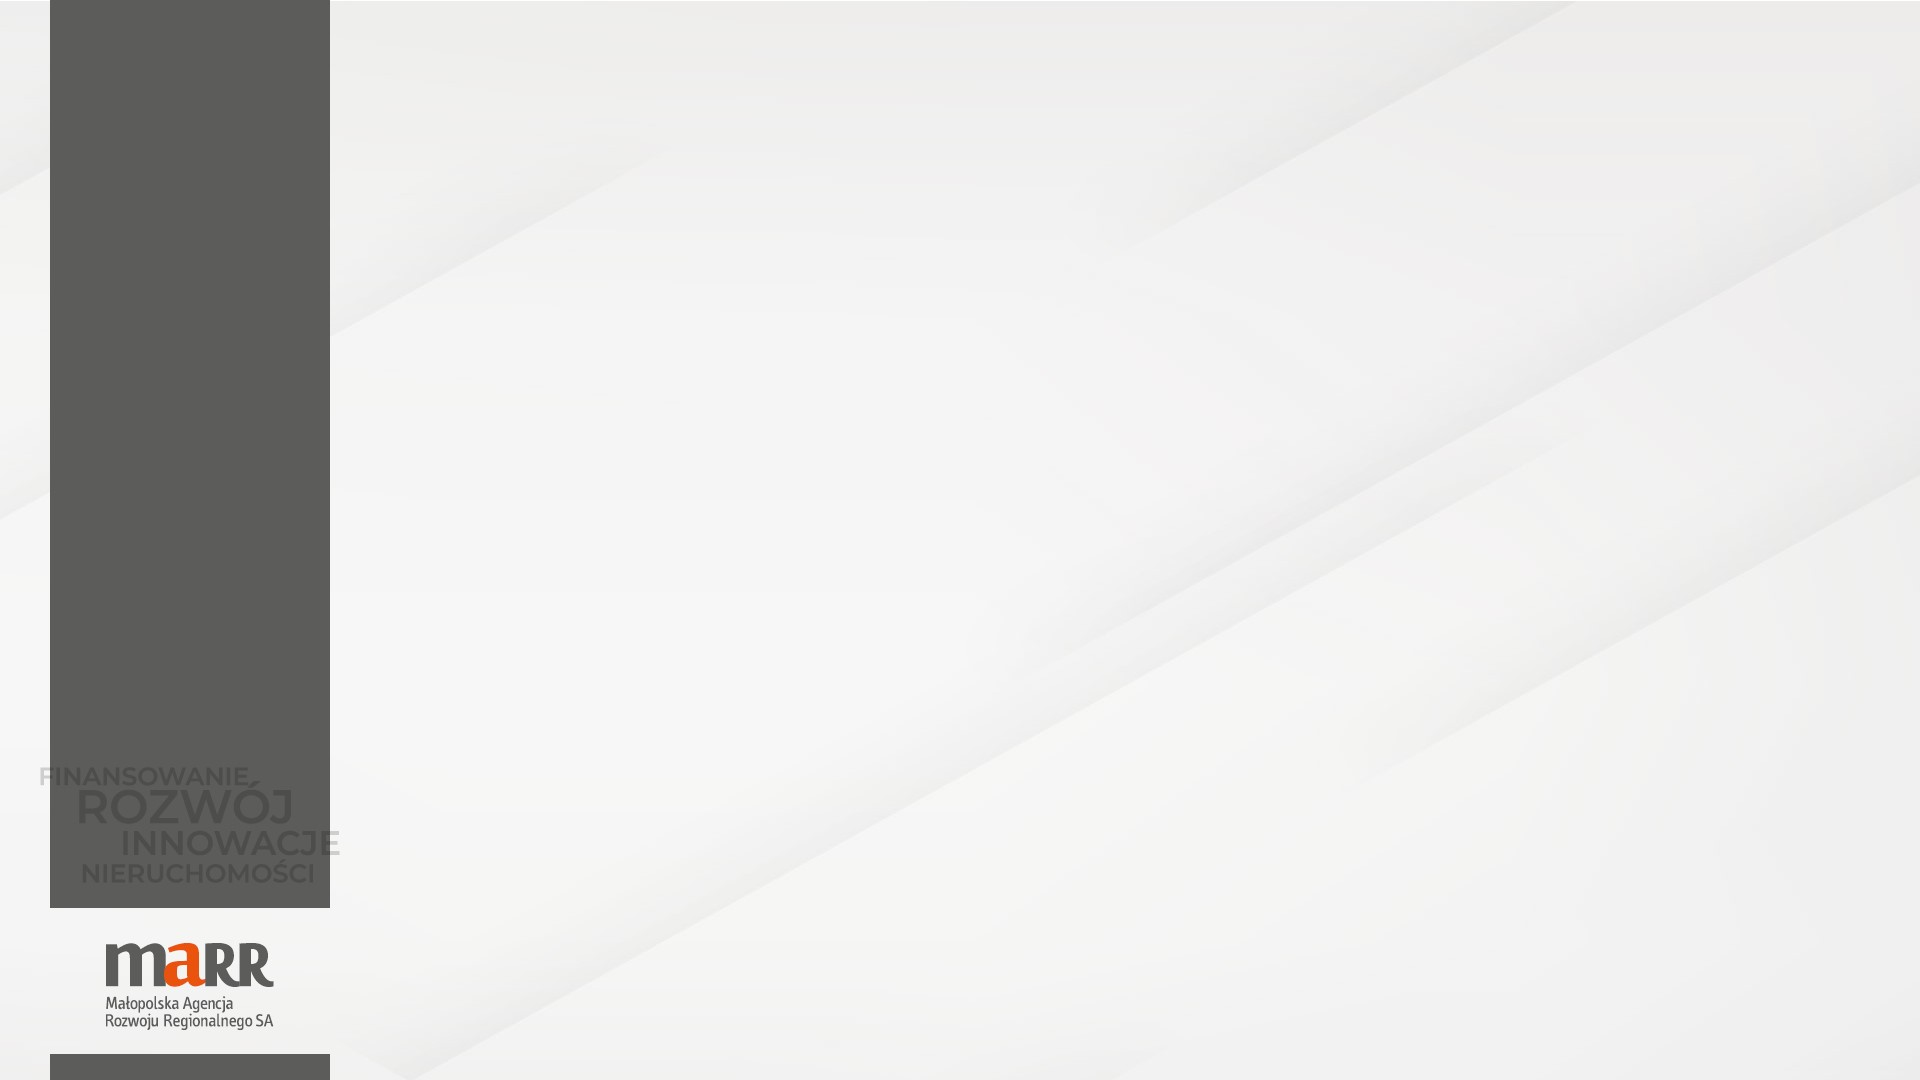 FINANSOWANIE
ROZWÓJ
INNOWACJE
NIERUCHOMOŚCI
maRR
Małopolska Agencja
Rozwoju Regionalnego SA